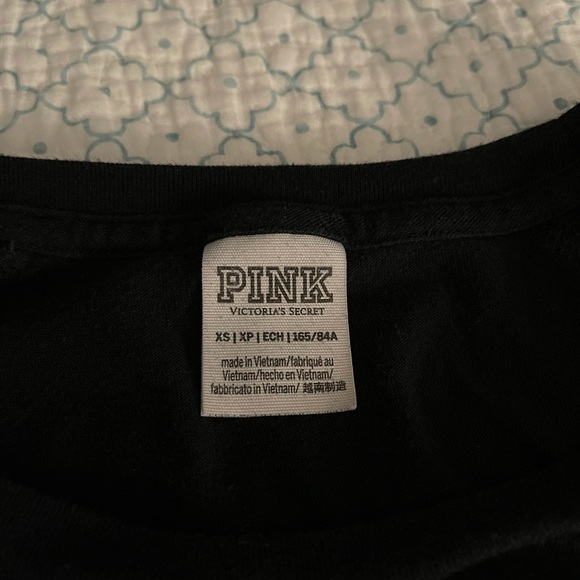 PINK
VICTORIA'S SECRET
XS | XP | ECH | 165/84A
made in Vietnam/fabriqué au
Vietnam/hecho en Vietnam/
fabbricato in Vietnam/ 越南制造